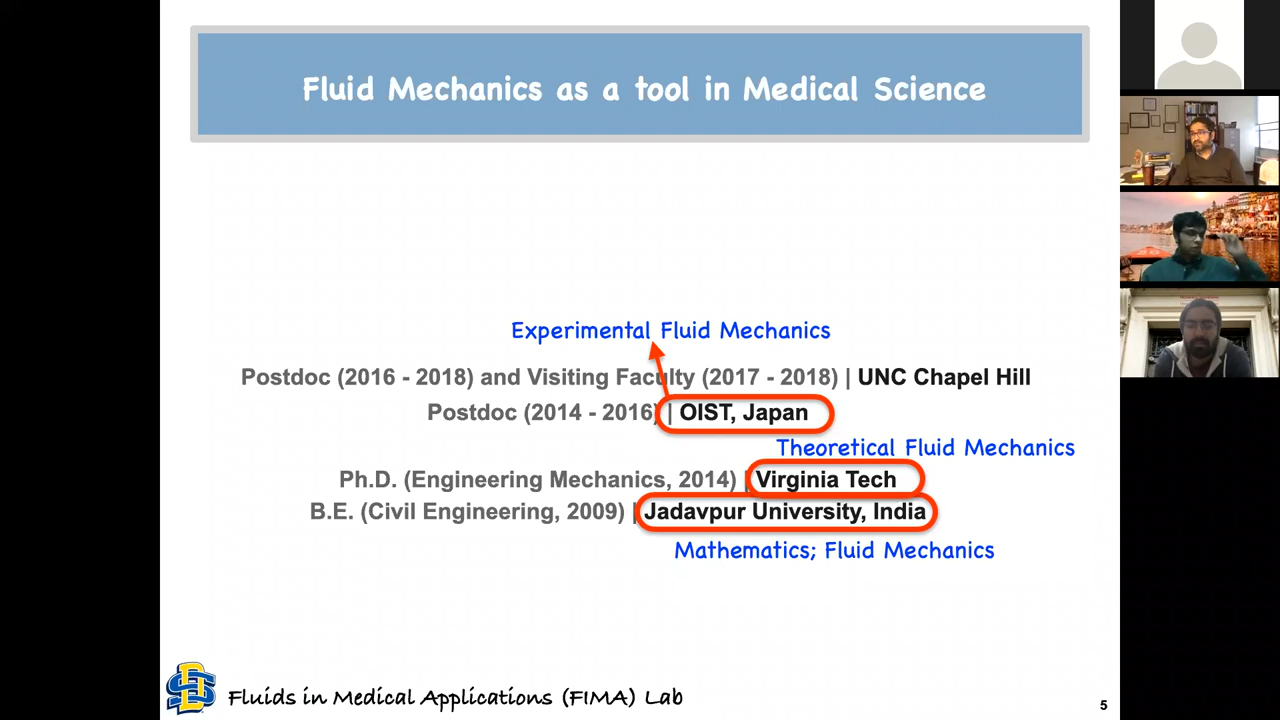 Fluid Mechanics as a tool in Medical Science
Experimental Fluid Mechanics
Postdoc (2016 - 2018) and Visiting Faculty (2017 - 2018) | UNC Chapel Hill
Postdoc (2014 - 2016) | OIST, Japan
Theoretical Fluid Mechanics
Ph.D. (Engineering Mechanics, 2014) | Virginia Tech
B.E. (Civil Engineering, 2009) | Jadavpur University, India
Mathematics; Fluid Mechanics
Fluids in Medical Applications (FIMA) Lab
5